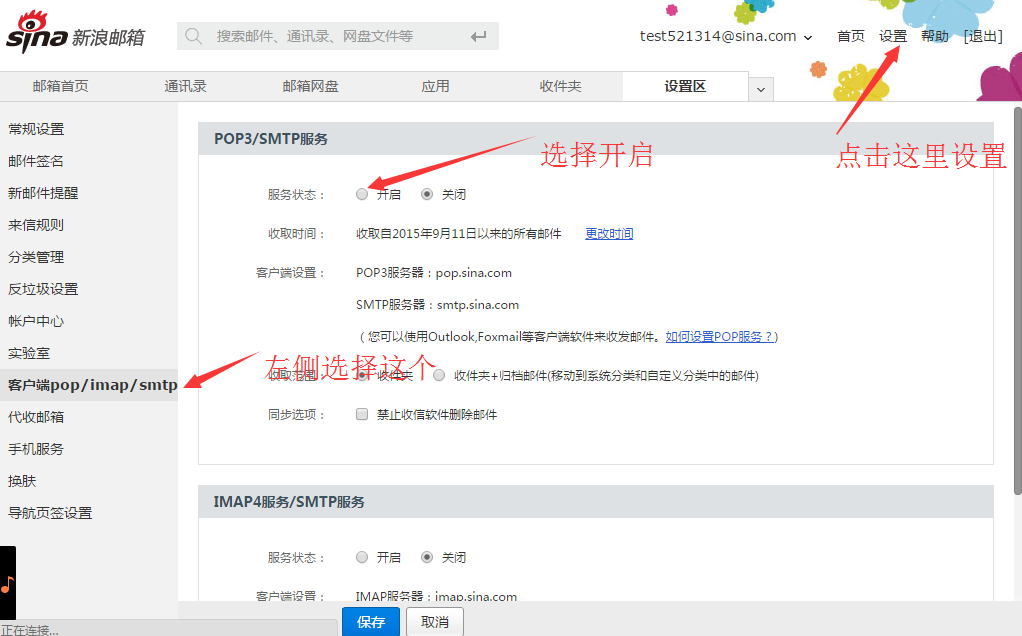 sina 新浪邮箱
搜索邮件、通讯录、网盘文件等
test521314@sina.com
首页 设置 帮助 [退出]
邮箱首页 通讯录 邮箱网盘 应用 收件夹 设置区
点击这里设置
常规设置
邮件签名
新邮件提醒
来信规则
分类管理
反垃圾设置
帐户中心
实验室
客户端pop/imap/smtp
代收邮箱
手机服务
换肤
导航页签设置
POP3/SMTP服务
选择开启
服务状态： 开启 关闭
收取时间： 收取自2015年9月11日以来的所有邮件 更改时间
客户端设置： POP3服务器：pop.sina.com
SMTP服务器：smtp.sina.com
（您可以使用Outlook,Foxmail等客户端软件来收发邮件。如何设置POP服务？)
左侧选择这个
收取范围： 收件夹 收件夹+归档邮件(移动到系统分类和自定义分类中的邮件)
同步选项： 禁止收信软件删除邮件
IMAP4服务/SMTP服务
服务状态： 开启 关闭
客户端设置： IMAP服务器：imap.sina.com
保存 取消
正在连接...